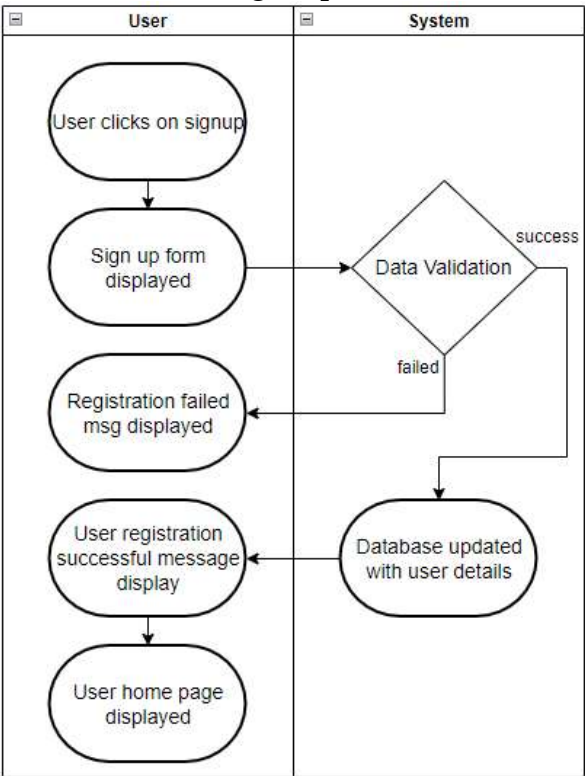 User
System
User clicks on signup
Sign up form
displayed
Data Validation
success
failed
Registration failed
msg displayed
User registration
successful message
display
Database updated
with user details
User home page
displayed